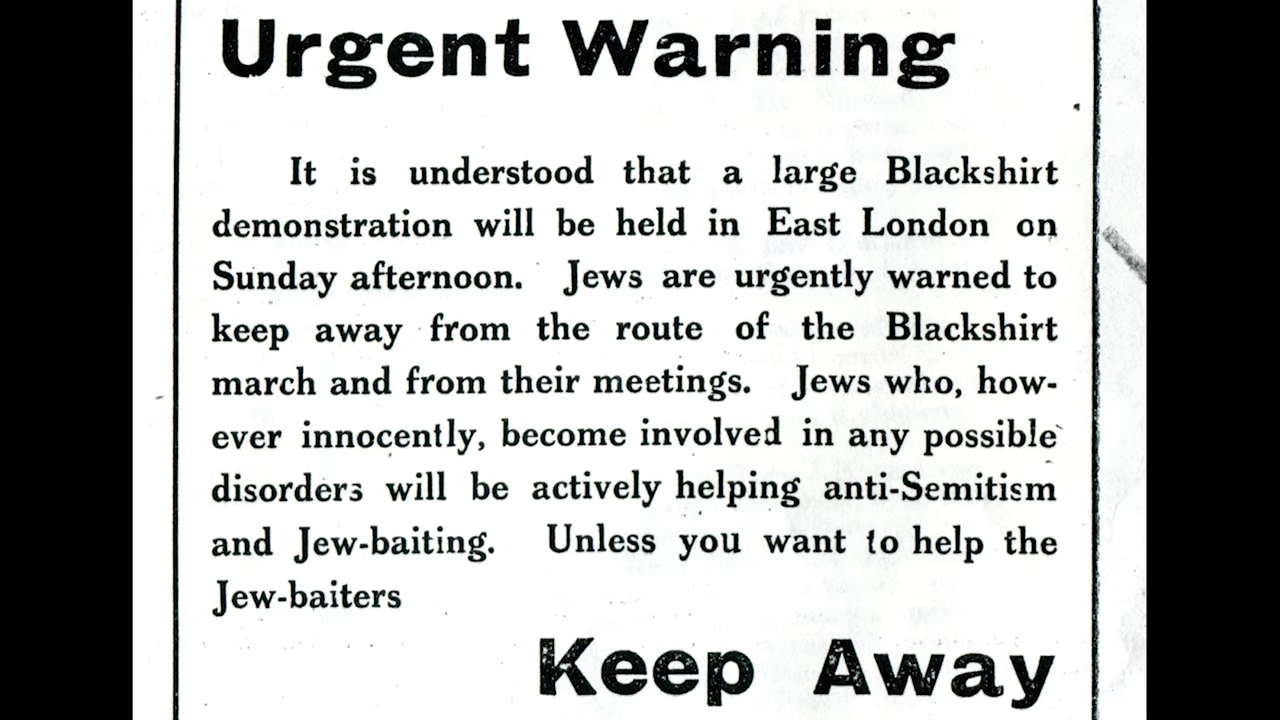 Urgent Warning
It is understood that a large Blackshirt
demonstration will be held in East London on
Sunday afternoon. Jews are urgently warned to
keep away from the route of the Blackshirt
march and from their meetings. Jews who, how-
ever innocently, become involved in any possible
disorders will be actively helping anti-Semitism
and Jew-baiting. Unless you want to help the
Jew-baiters
Keep Away